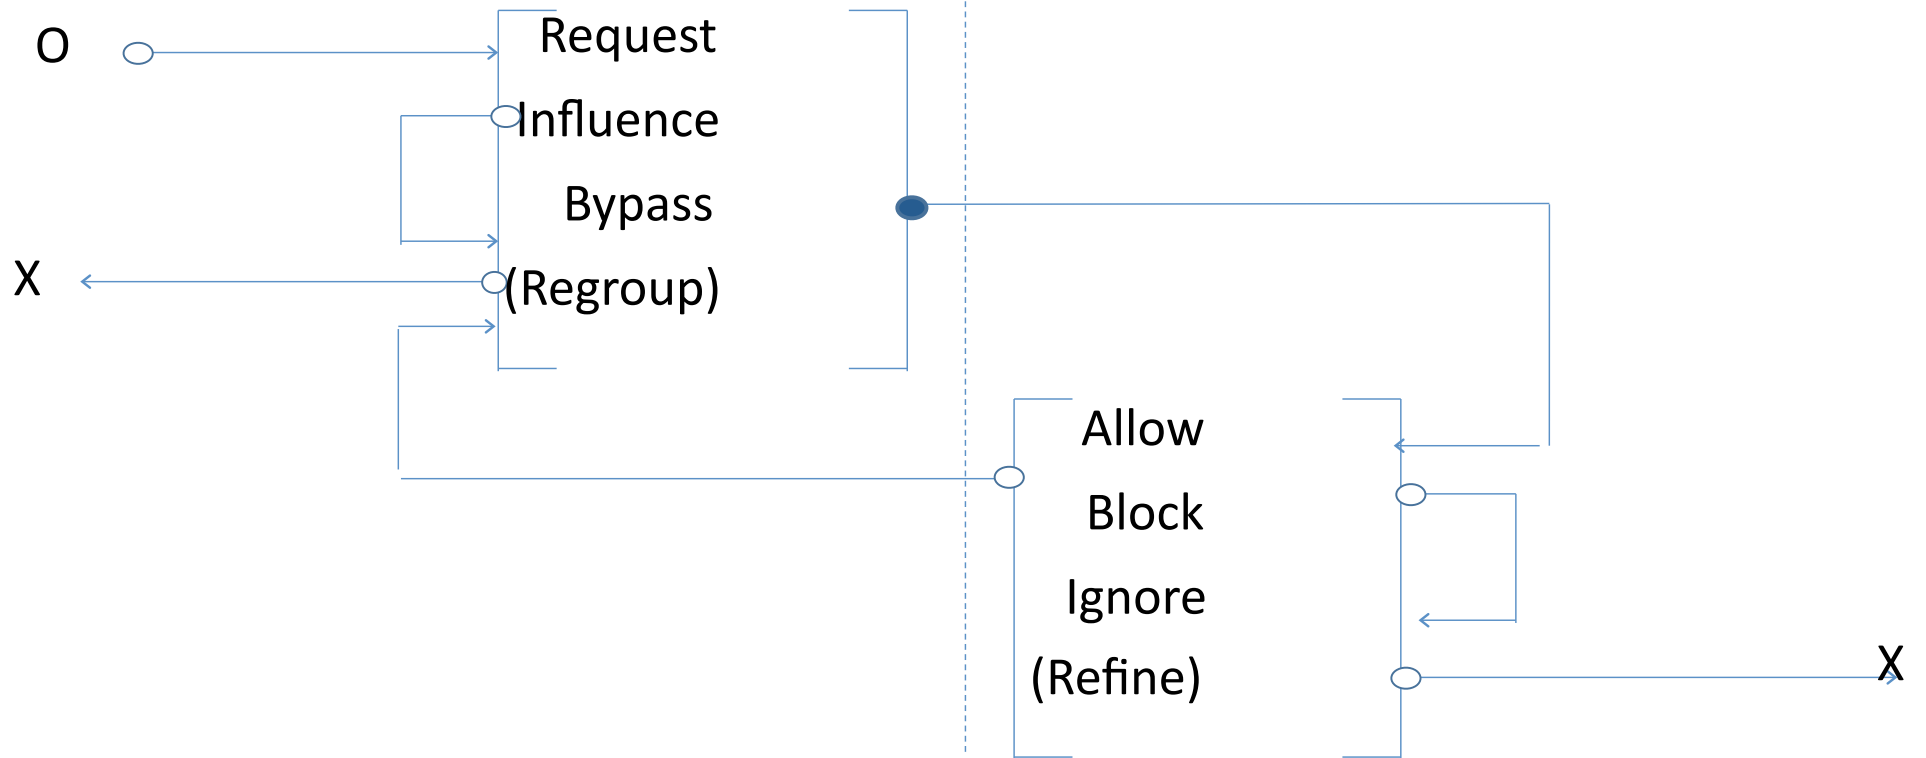 O
Request
Influence
Bypass
X
(Regroup)
Allow
Block
Ignore
(Refine)
X